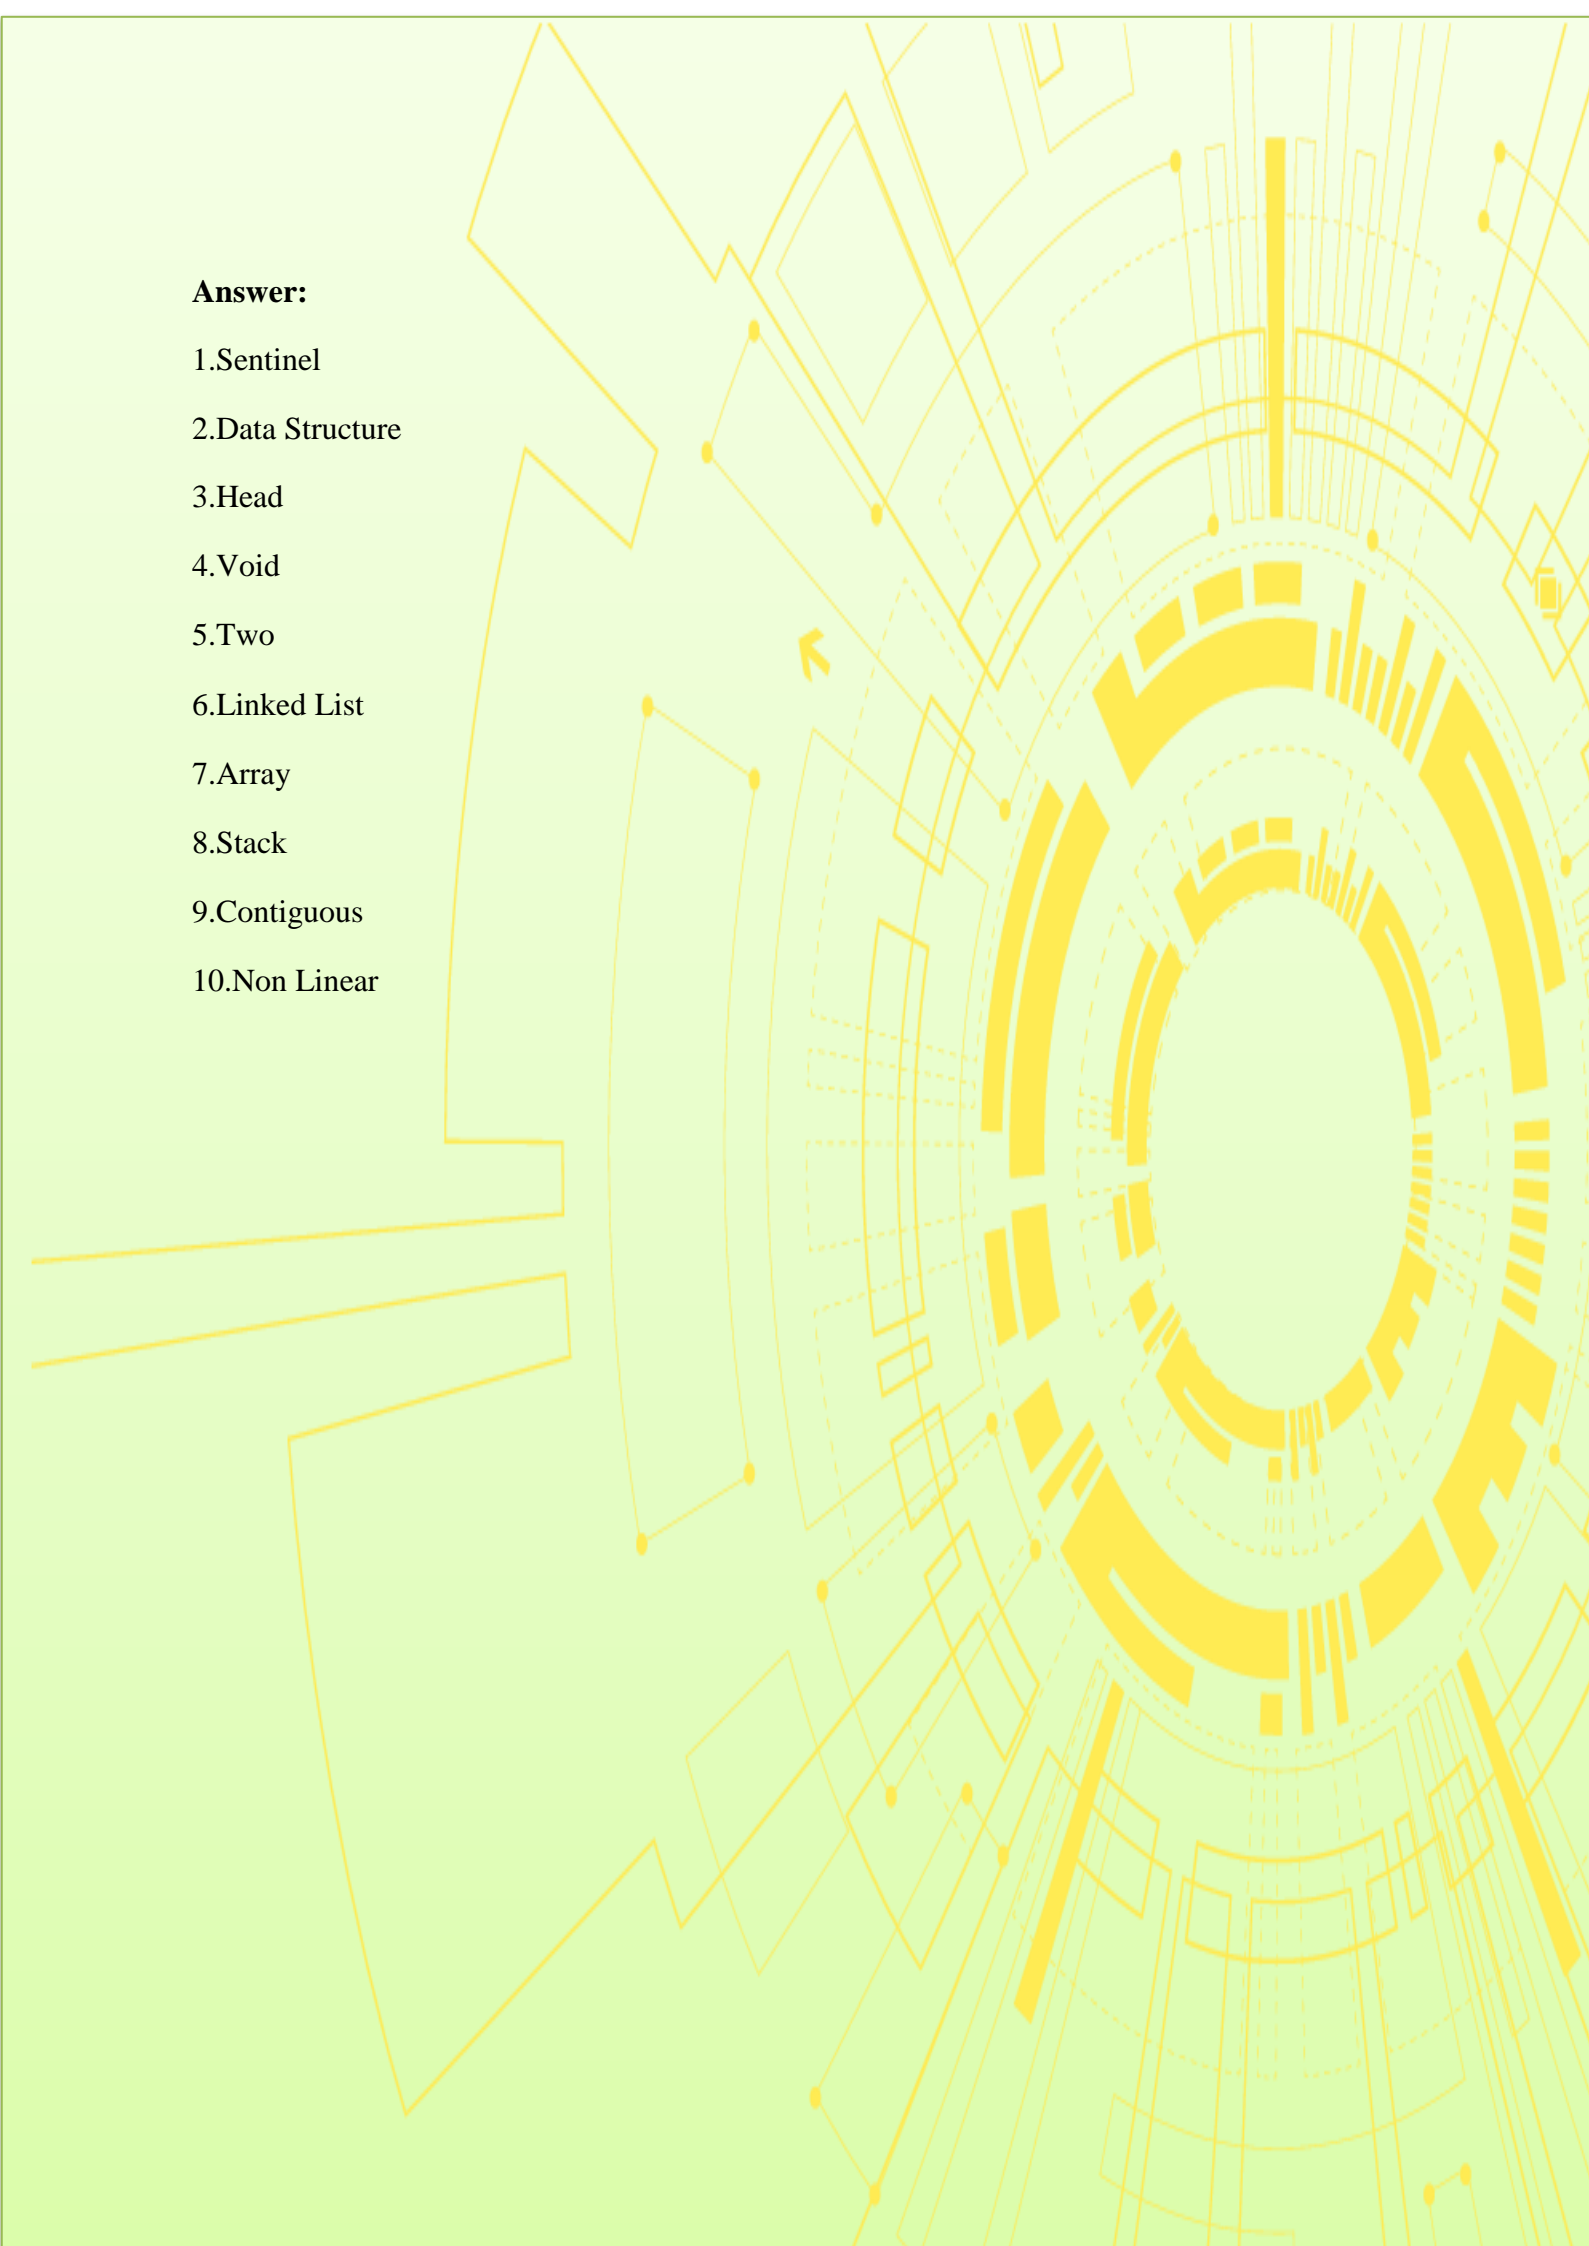 Answer:
1.Sentinel
2.Data Structure
3.Head
4.Void
5.Two
6.Linked List
7.Array
8.Stack
9.Contiguous
10.Non Linear